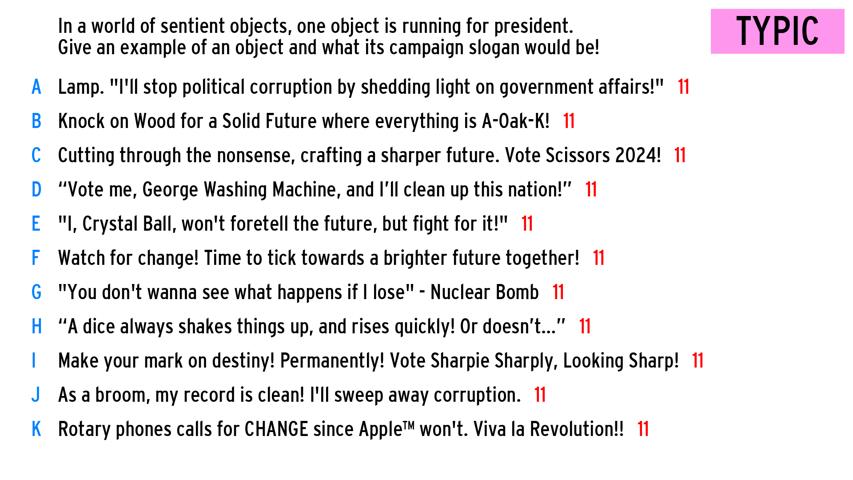 In a world of sentient objects, one object is running for president.
Give an example of an object and what its campaign slogan would be!
TYPIC
A Lamp. "I'll stop political corruption by shedding light on government affairs!" 11
B Knock on Wood for a Solid Future where everything is A-Oak-K! 11
C Cutting through the nonsense, crafting a sharper future. Vote Scissors 2024! 11
D “Vote me, George Washing Machine, and I’ll clean up this nation!” 11
E "I, Crystal Ball, won't foretell the future, but fight for it!" 11
F Watch for change! Time to tick towards a brighter future together! 11
G "You don't wanna see what happens if I lose" - Nuclear Bomb 11
H “A dice always shakes things up, and rises quickly! Or doesn’t...” 11
I Make your mark on destiny! Permanently! Vote Sharpie Sharply, Looking Sharp! 11
J As a broom, my record is clean! I'll sweep away corruption. 11
K Rotary phones calls for CHANGE since Apple™ won't. Viva la Revolution!! 11